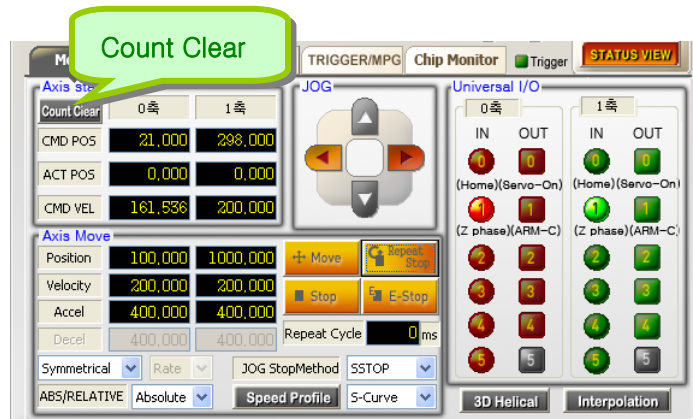 Count Clear
M
TRIGGER/MPG
Chip Monitor
Trigger
STATUS VIEW
Axis sta
JOG
Universal I/O
Count Clear
0축
1축
CMD POS
21,000
298,000
ACT POS
0,000
0,000
CMD VEL
161,536
200,000
Axis Move
Position
100,000
1000,000
Velocity
200,000
200,000
Accel
400,000
400,000
Decel
400,000
400,000
Move
Repeat
Stop
Stop
E-Stop
Repeat Cycle
0
ms
Symmetrical
Rate
JOG StopMethod
SSTOP
ABS/RELATIVE
Absolute
Speed Profile
S-Curve
0축
1축
IN
OUT
IN
OUT
0
0
0
0
(Home)(Servo-On)
(Home)(Servo-On)
1
1
1
1
(Z phase)(ARM-C)
(Z phase)(ARM-C)
2
2
2
2
3
3
3
3
4
4
4
4
5
5
5
5
3D Helical
Interpolation